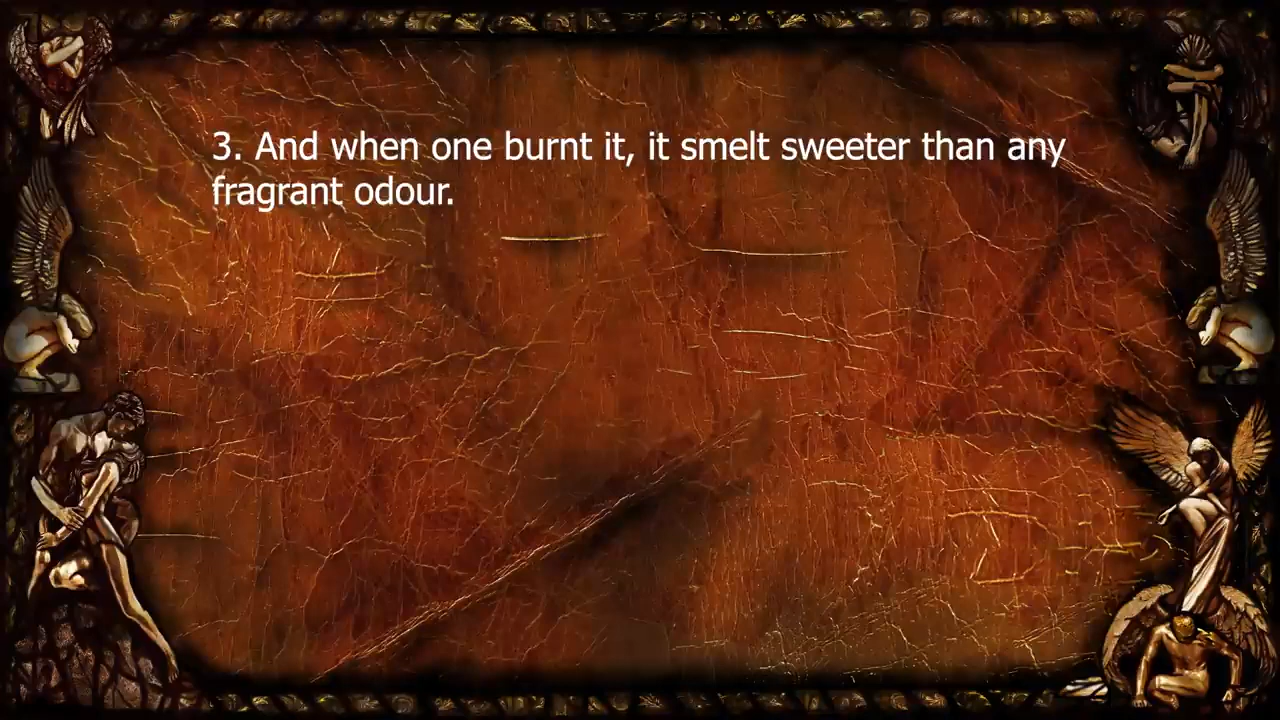 3. And when one burnt it, it smelt sweeter than any
fragrant odour.